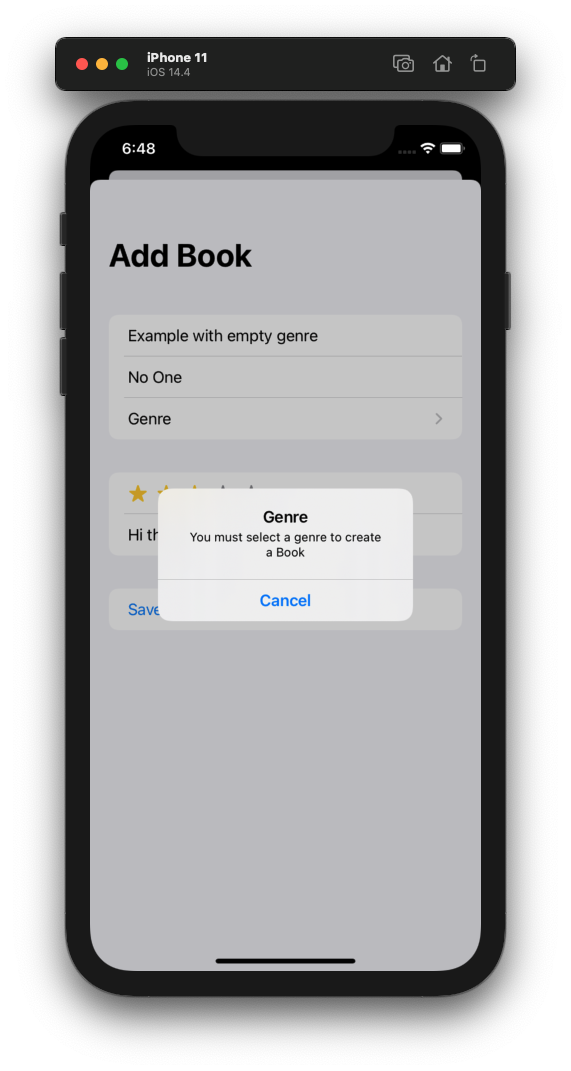 iPhone 11
iOS 14.4
6:48
Add Book
Example with empty genre
No One
Genre
Genre
You must select a genre to create
a Book
Hi th
Cancel
Save